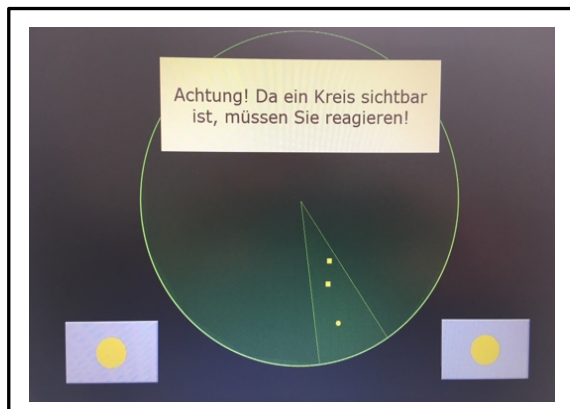 Achtung! Da ein Kreis sichtbar
ist, müssen Sie reagieren!